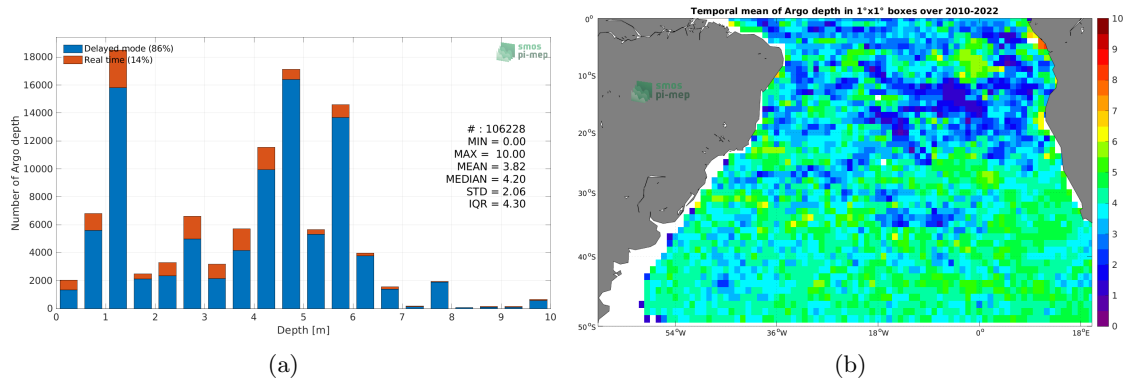 Delayed mode (86%)
Real time (14%)
smos
pi-mep
18000
16000
14000
12000
10000
8000
6000
4000
2000
0
Number of Argo depth
# : 106228
MIN = 0.00
MAX = 10.00
MEAN = 3.82
MEDIAN = 4.20
STD = 2.06
IQR = 4.30
0 1 2 3 4 5 6 7 8 9 10
Depth [m]
(a)
Temporal mean of Argo depth in 1°x1° boxes over 2010-2022
smos
pi-mep
0°
10°S
20°S
30°S
40°S
50°S
54°W 36°W 18°W 0° 18°E
10
9
8
7
6
5
4
3
2
1
0
(b)